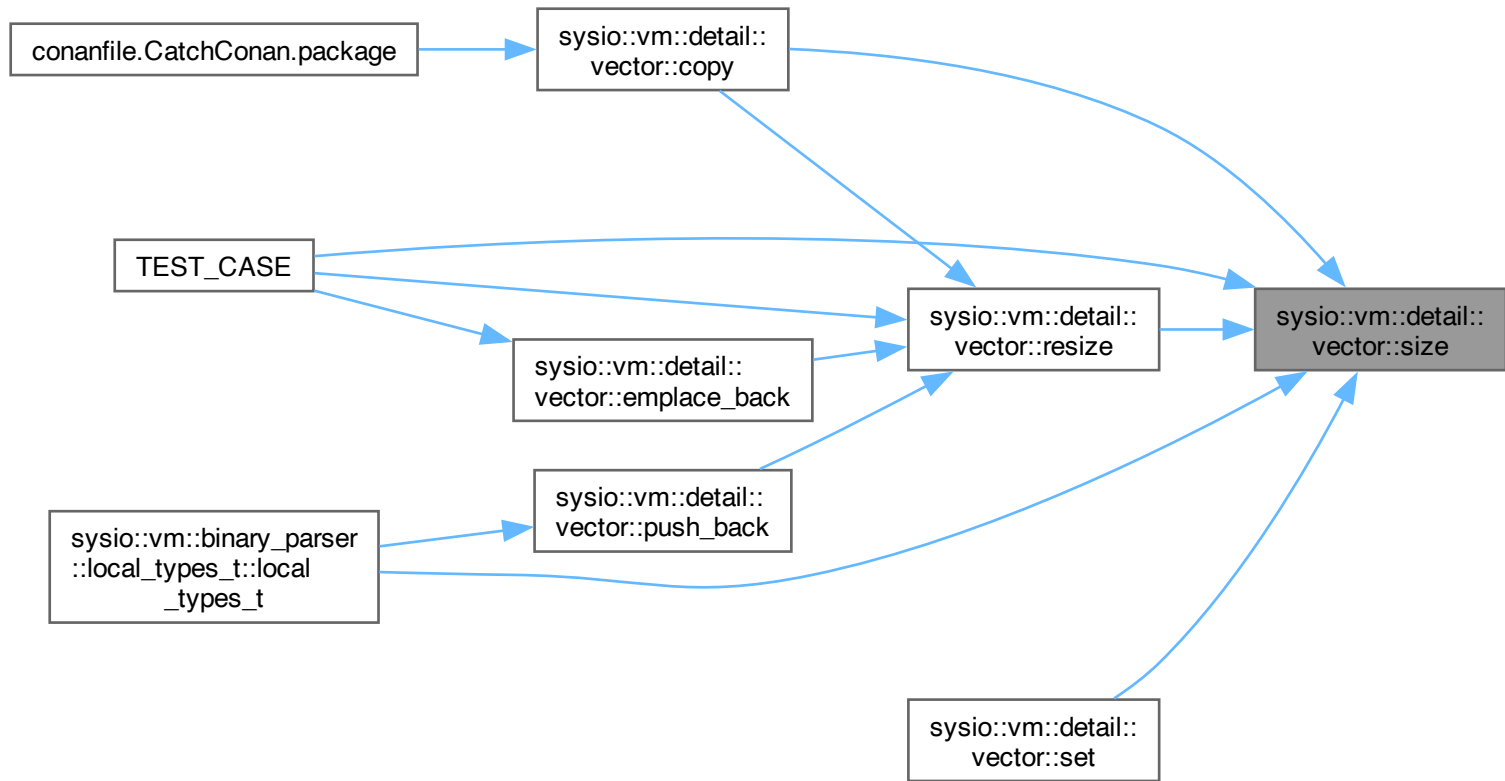 conanfile.CatchConan.package
sysio::vm::detail::
vector::copy
TEST_CASE
sysio::vm::detail::
vector::resize
sysio::vm::detail::
vector::size
sysio::vm::detail::
vector::emplace_back
sysio::vm::detail::
vector::push_back
sysio::vm::binary_parser
::local_types_t::local
_types_t
sysio::vm::detail::
vector::set